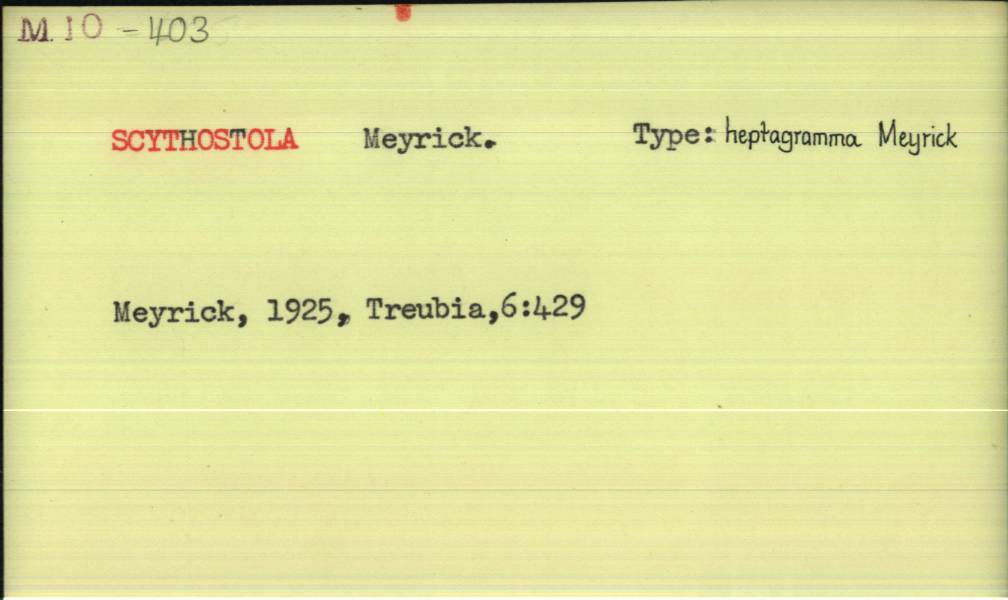 M 10 - 403
SCYTHOSTOLA Meyrick. Type: heptagramma Meyrick
Meyrick, 1925, Treubia,6:429